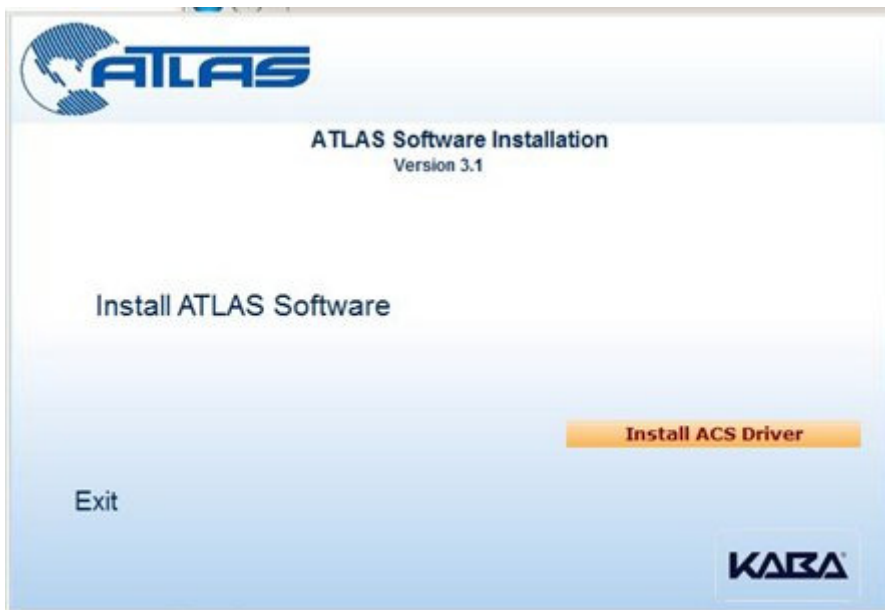 ATLAS
ATLAS Software Installation
Version 3.1
Install ATLAS Software
Install ACS Driver
Exit
KABA